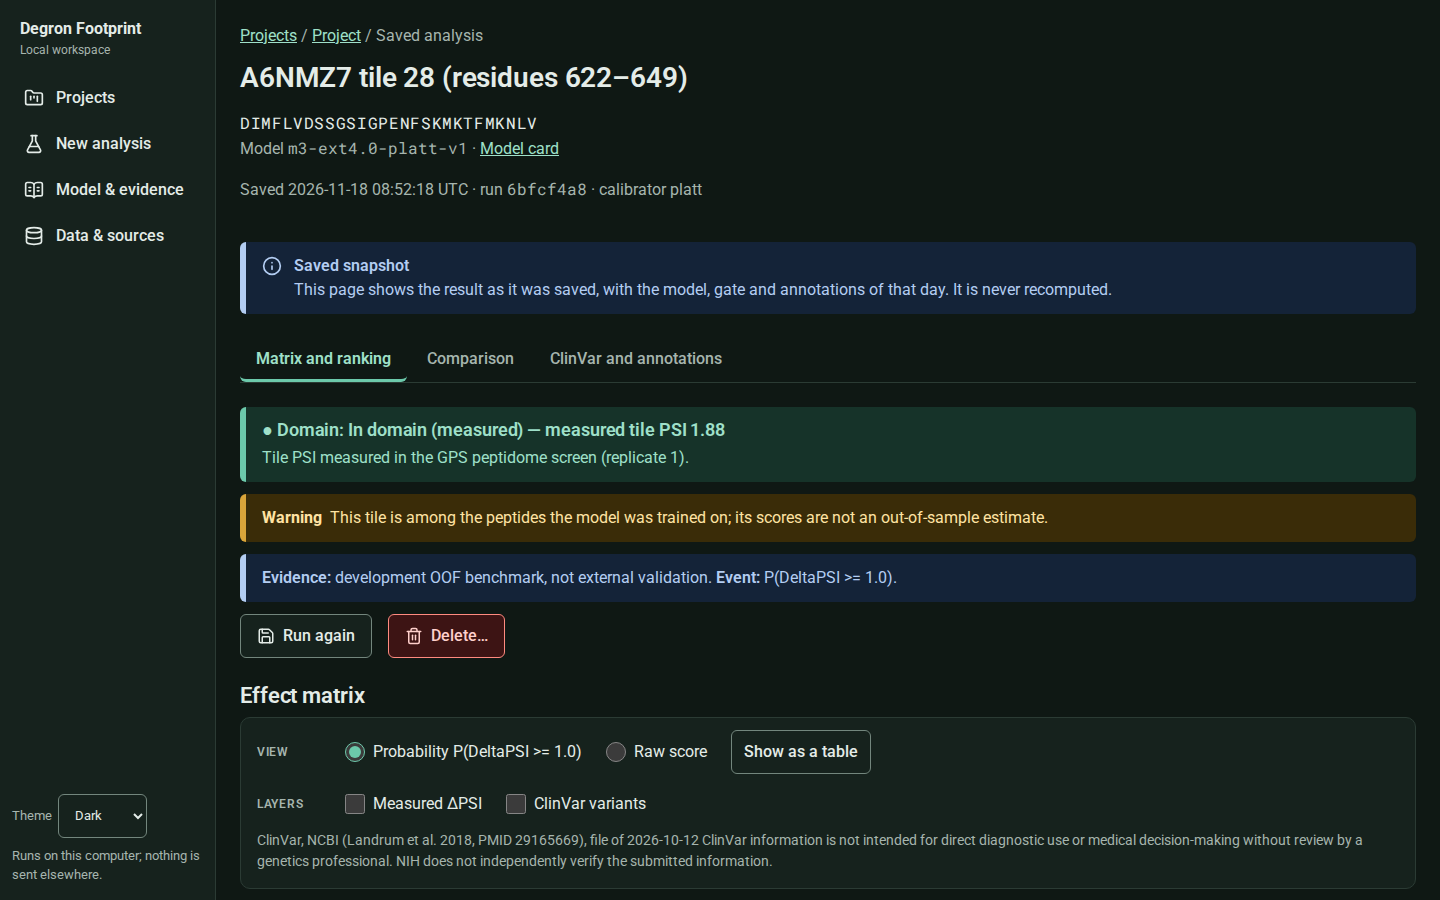 Degron Footprint
Local workspace
Projects
New analysis
Model & evidence
Data & sources
Theme Dark
Runs on this computer; nothing is
sent elsewhere.
Projects / Project / Saved analysis
A6NMZ7 tile 28 (residues 622–649)
DIMFLVDSSGSIGPENFSKMKTFMKNLV
Model m3-ext4.0-platt-v1 · Model card
Saved 2026-11-18 08:52:18 UTC · run 6bfcf4a8 · calibrator platt
Saved snapshot
This page shows the result as it was saved, with the model, gate and annotations of that day. It is never recomputed.
Matrix and ranking Comparison ClinVar and annotations
● Domain: In domain (measured) — measured tile PSI 1.88
Tile PSI measured in the GPS peptidome screen (replicate 1).
Warning This tile is among the peptides the model was trained on; its scores are not an out-of-sample estimate.
Evidence: development OOF benchmark, not external validation. Event: P(DeltaPSI >= 1.0).
Run again Delete...
Effect matrix
VIEW Probability P(DeltaPSI >= 1.0) Raw score Show as a table
LAYERS Measured ΔPSI ClinVar variants
ClinVar, NCBI (Landrum et al. 2018, PMID 29165669), file of 2026-10-12 ClinVar information is not intended for direct diagnostic use or medical decision-making without review by a
genetics professional. NIH does not independently verify the submitted information.